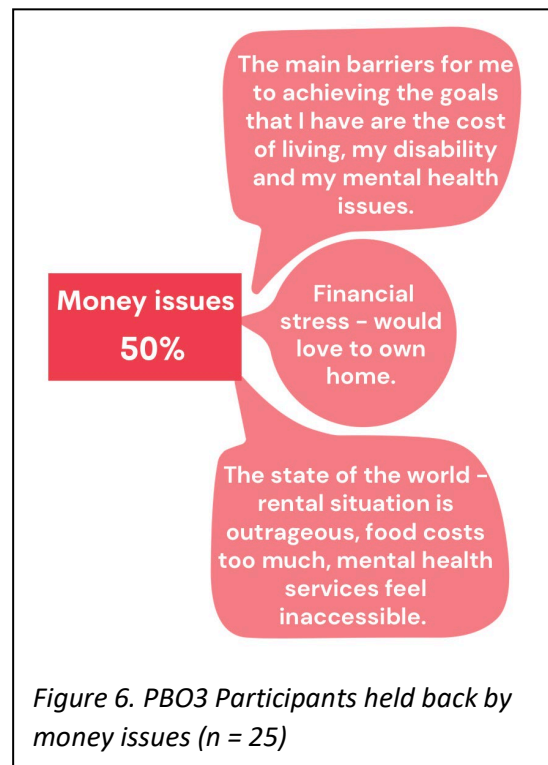 The main barriers for me
to achieving the goals
that I have are the cost
of living, my disability
and my mental health
issues.
Money issues
50%
Financial
stress – would
love to own
home.
The state of the world –
rental situation is
outrageous, food costs
too much, mental health
services feel
inaccessible.
Figure 6. PBO3 Participants held back by
money issues (n = 25)